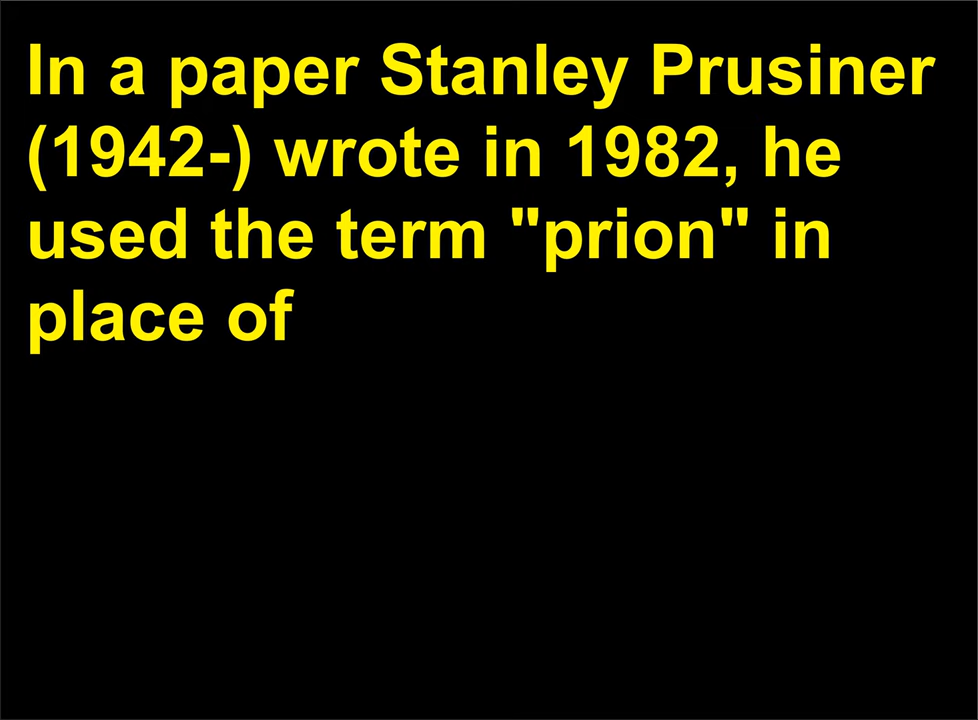 In a paper Stanley Prusiner
(1942-) wrote in 1982, he
used the term "prion" in
place of